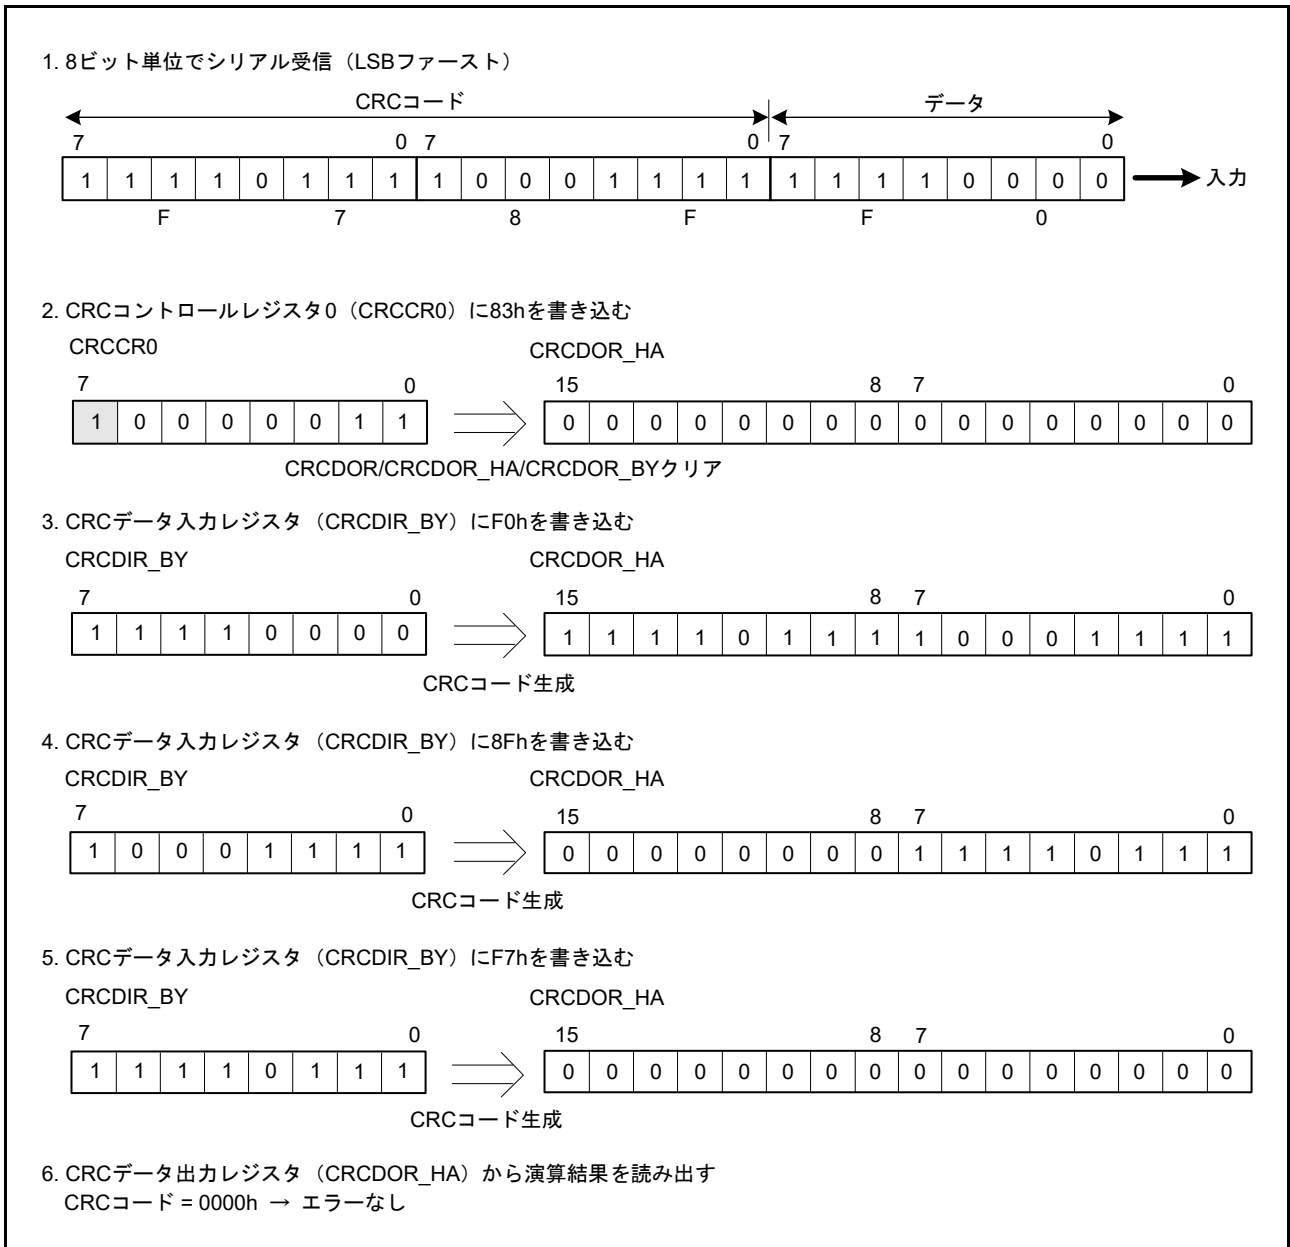 1. 8ビット単位でシリアル受信（LSBファースト）
CRCコード データ
7 0 7 0 7 0
1 1 1 1 0 1 1 1 1 0 0 0 1 1 1 1 1 1 1 1 0 0 0 0 入力
F 7 8 F F 0
2. CRCコントロールレジスタ0（CRCCR0）に83hを書き込む
CRCCR0 CRCDOR_HA
7 0 15 8 7 0
1 0 0 0 0 0 1 1 0 0 0 0 0 0 0 0 0 0 0 0 0 0 0 0
CRCDOR/CRCDOR_HA/CRCDOR_BYクリア
3. CRCデータ入力レジスタ（CRCDIR_BY）にF0hを書き込む
CRCDIR_BY CRCDOR_HA
7 0 15 8 7 0
1 1 1 1 0 0 0 0 1 1 1 1 0 1 1 1 1 0 0 0 1 1 1 1
CRCコード生成
4. CRCデータ入力レジスタ（CRCDIR_BY）に8Fhを書き込む
CRCDIR_BY CRCDOR_HA
7 0 15 8 7 0
1 0 0 0 1 1 1 1 0 0 0 0 0 0 0 0 1 1 1 1 0 1 1 1
CRCコード生成
5. CRCデータ入力レジスタ（CRCDIR_BY）にF7hを書き込む
CRCDIR_BY CRCDOR_HA
7 0 15 8 7 0
1 1 1 1 0 1 1 1 0 0 0 0 0 0 0 0 0 0 0 0 0 0 0 0
CRCコード生成
6. CRCデータ出力レジスタ（CRCDOR_HA）から演算結果を読み出す
CRCコード = 0000h → エラーなし